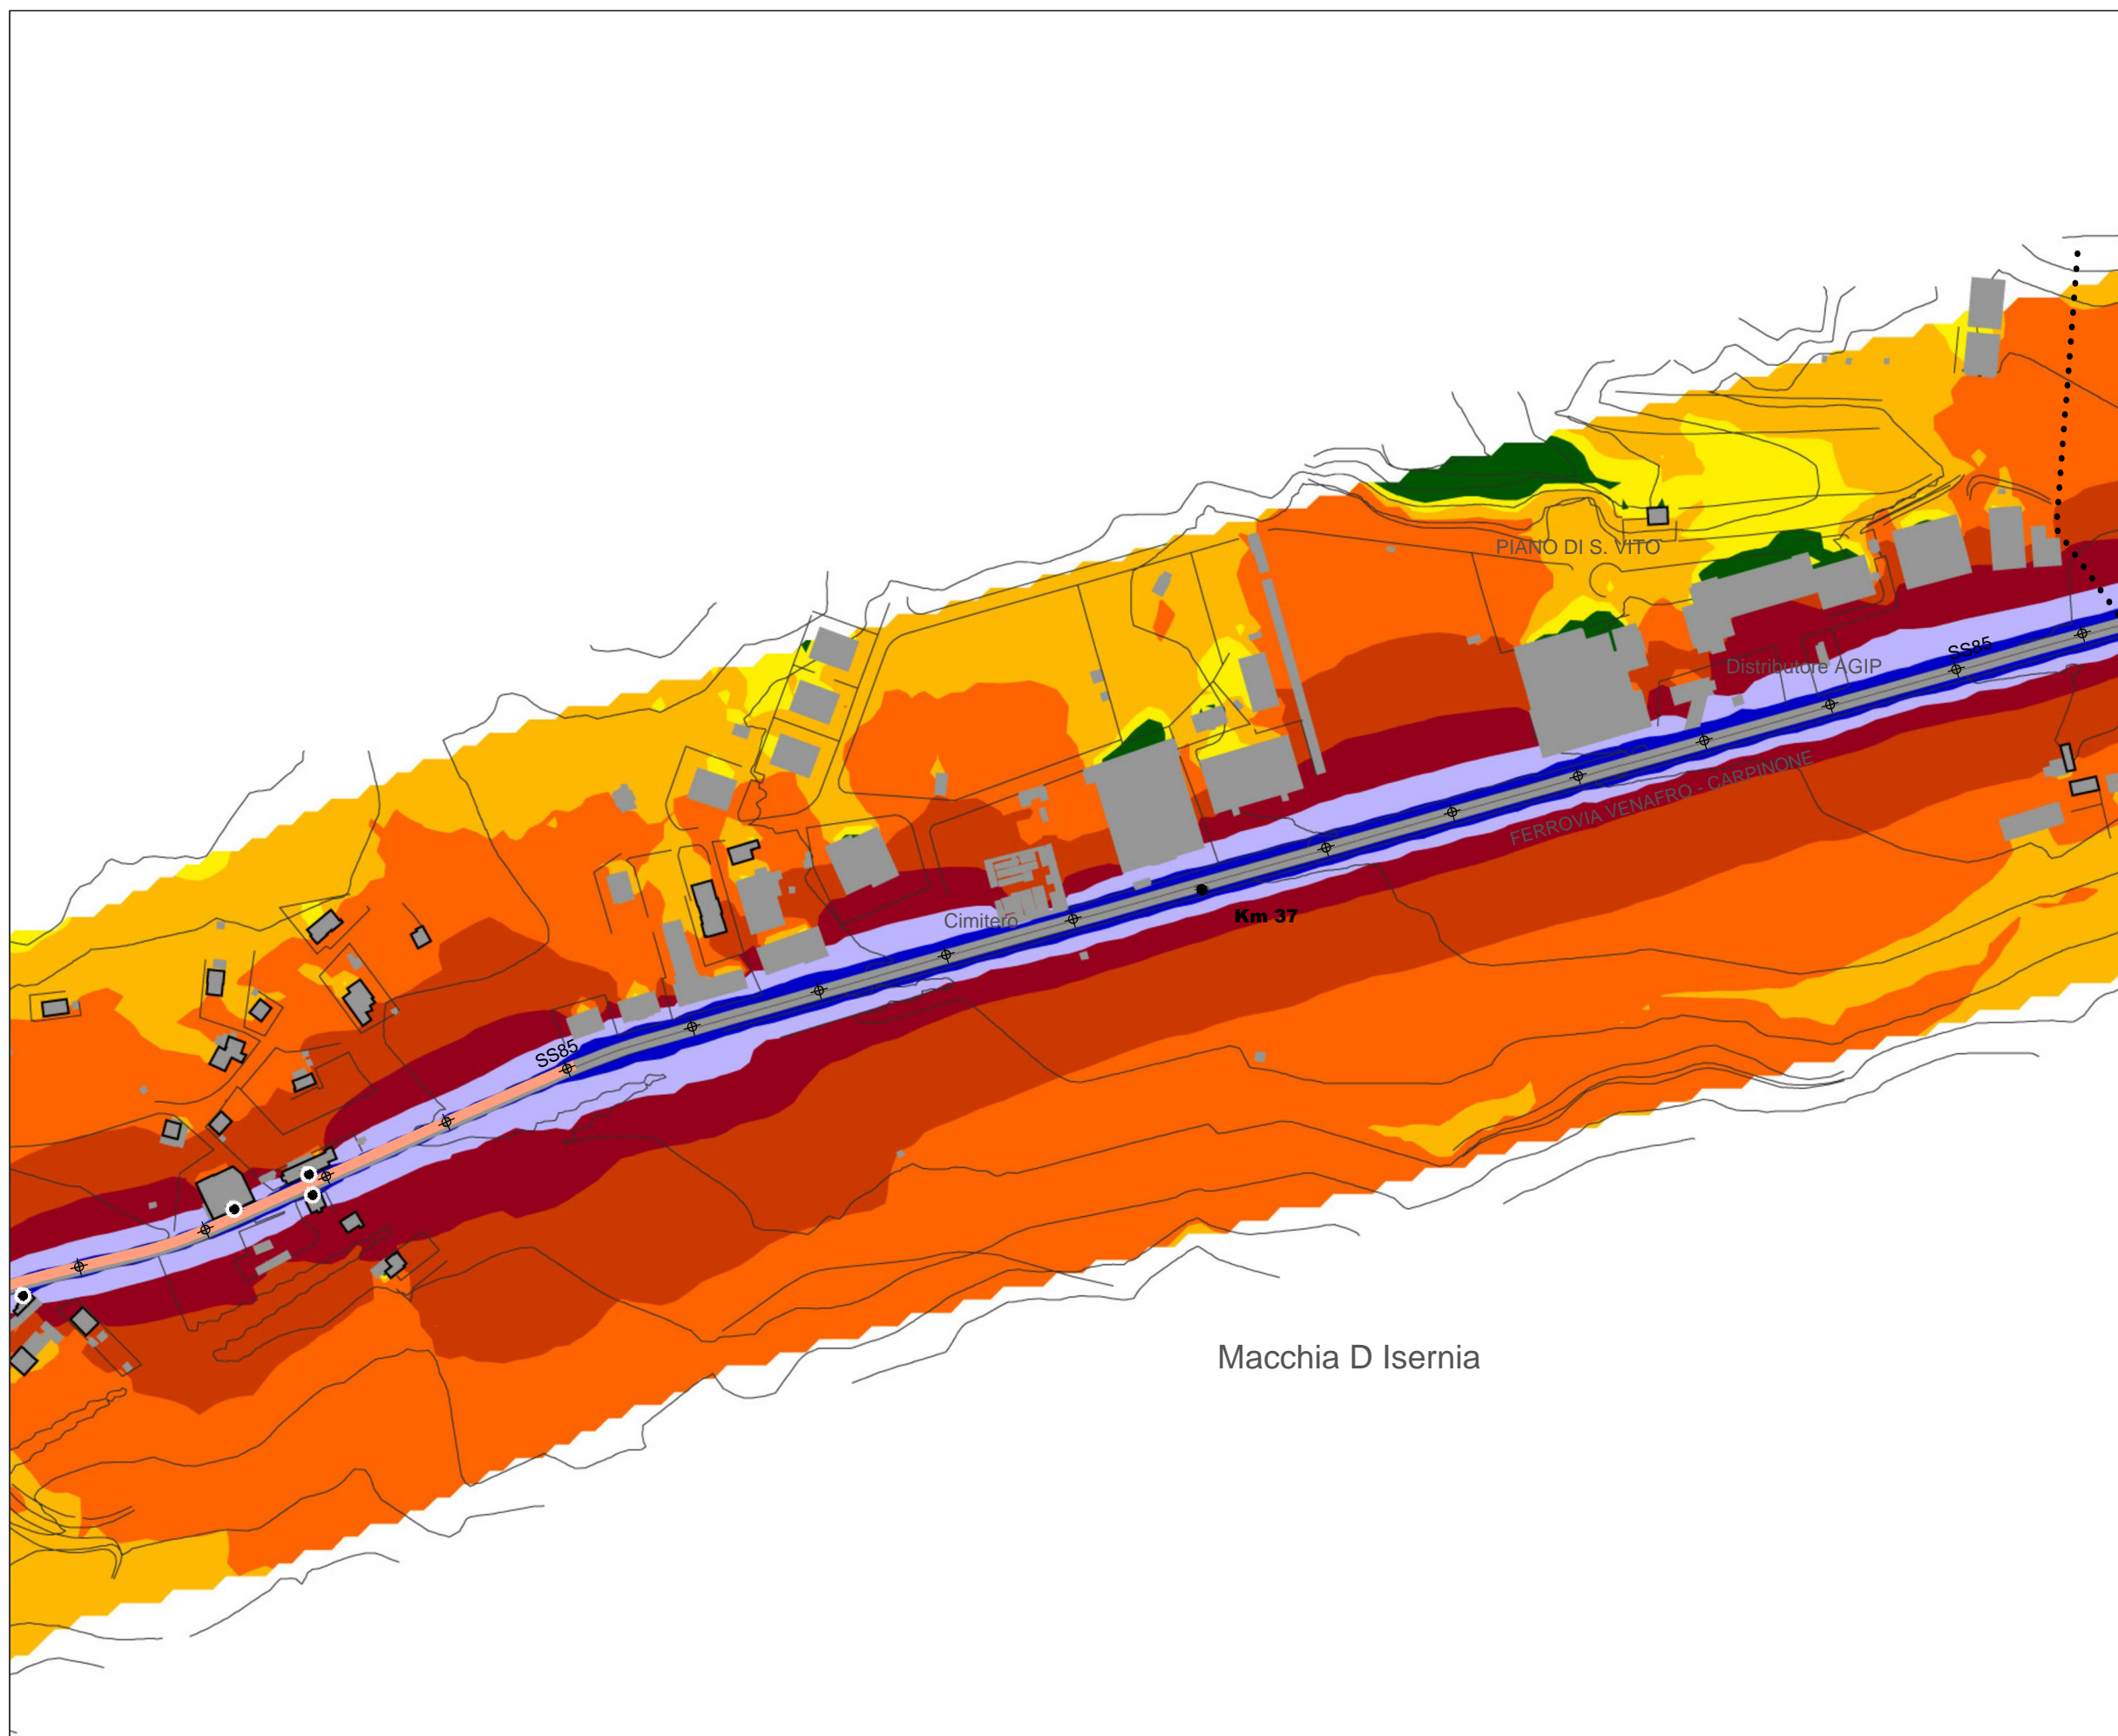 PIANO DI S. VITO
SS85
Distributore AGIP
FERROVIA VENAFRO - CARPINONE
Cimitero
Km 37
SS85
Macchia D Isernia